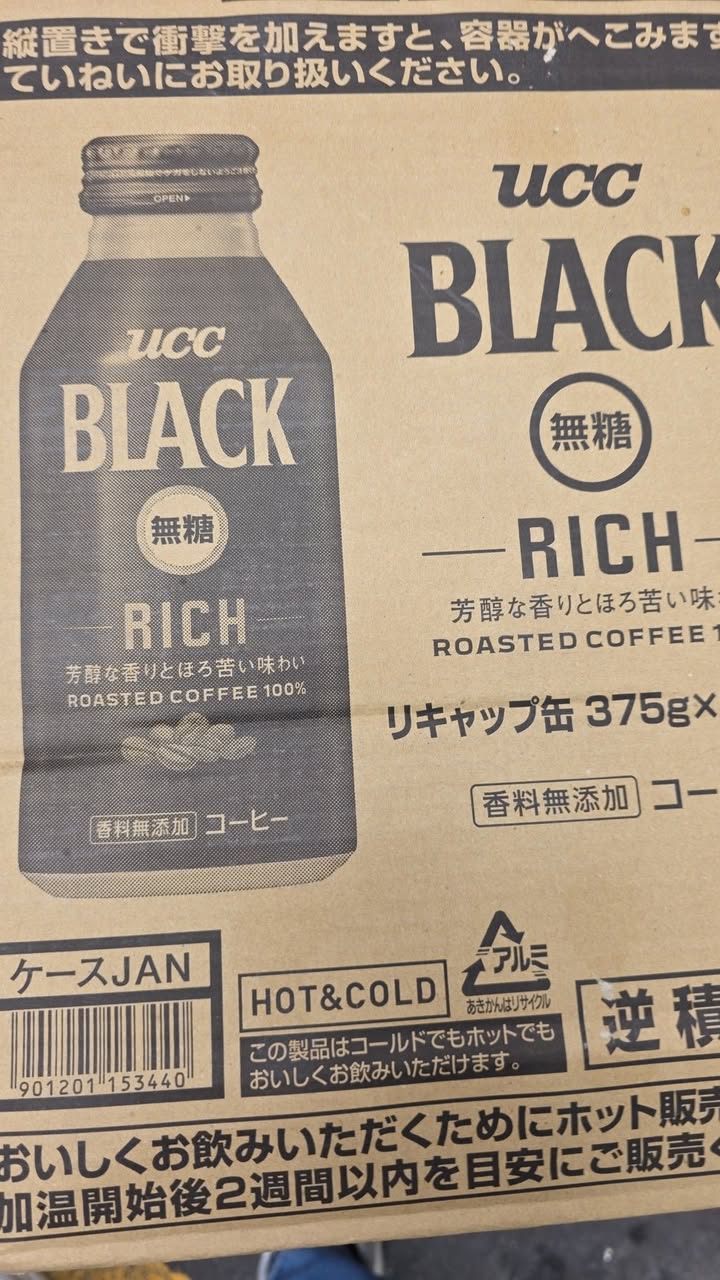 縦置きで衝撃を加えますと、容器がへこみます
ていねいにお取り扱いください。
OPEN▶
ucc
BLACK
無糖
RICH
芳醇な香りとほろ苦い味わい
ROASTED COFFEE 100%
香料無添加 コーヒー
ucc
BLACK
無糖
RICH
芳醇な香りとほろ苦い味
ROASTED COFFEE 1
リキャップ缶 375g×
香料無添加 コー
ケースJAN
901201 153440
HOT&COLD
この製品はコールドでもホットでも
おいしくお飲みいただけます。
アルミ
あきかんはリサイクル
逆積
おいしくお飲みいただくためにホット販売
加温開始後2週間以内を目安にご販売く